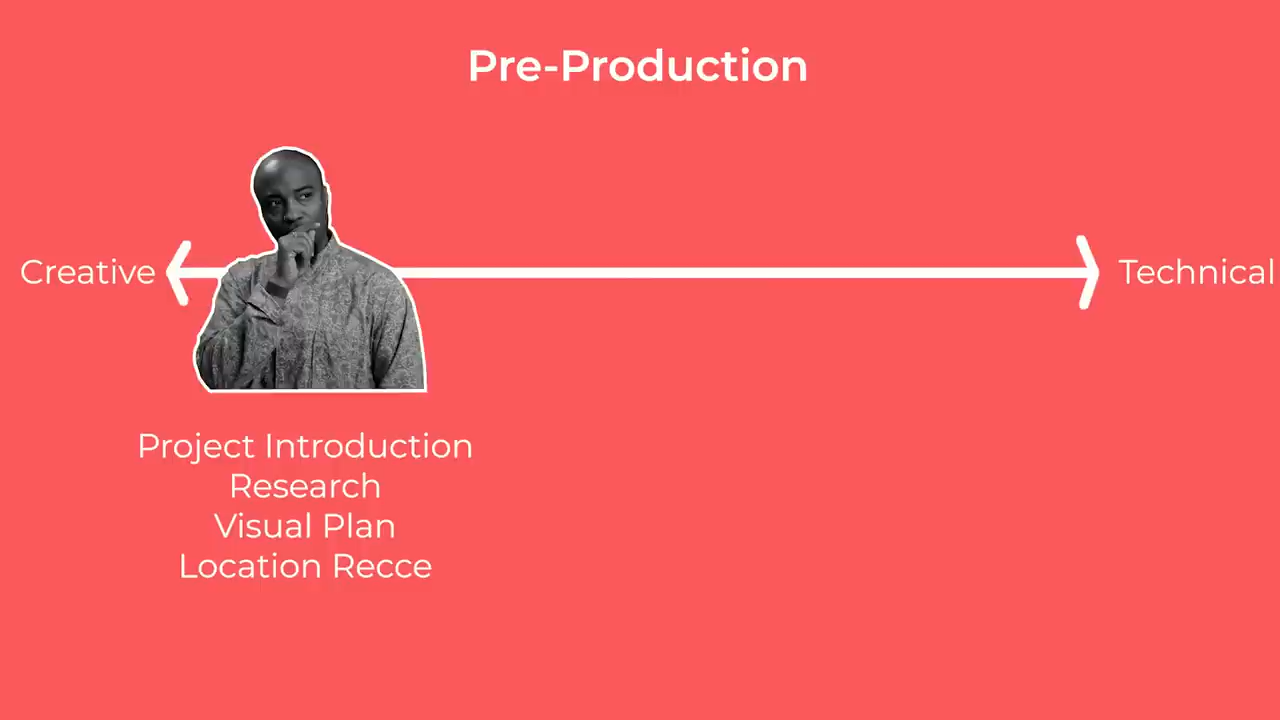 Pre-Production
Creative
Technical
Project Introduction
Research
Visual Plan
Location Recce